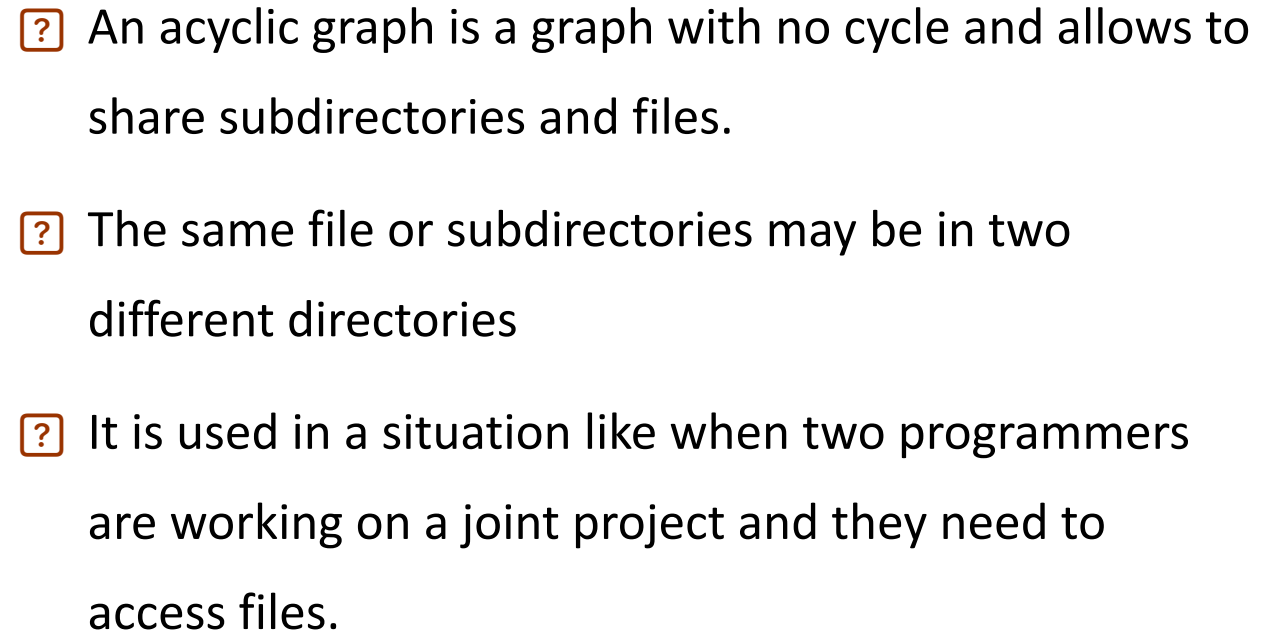 ? An acyclic graph is a graph with no cycle and allows to
share subdirectories and files.
? The same file or subdirectories may be in two
different directories
? It is used in a situation like when two programmers
are working on a joint project and they need to
access files.